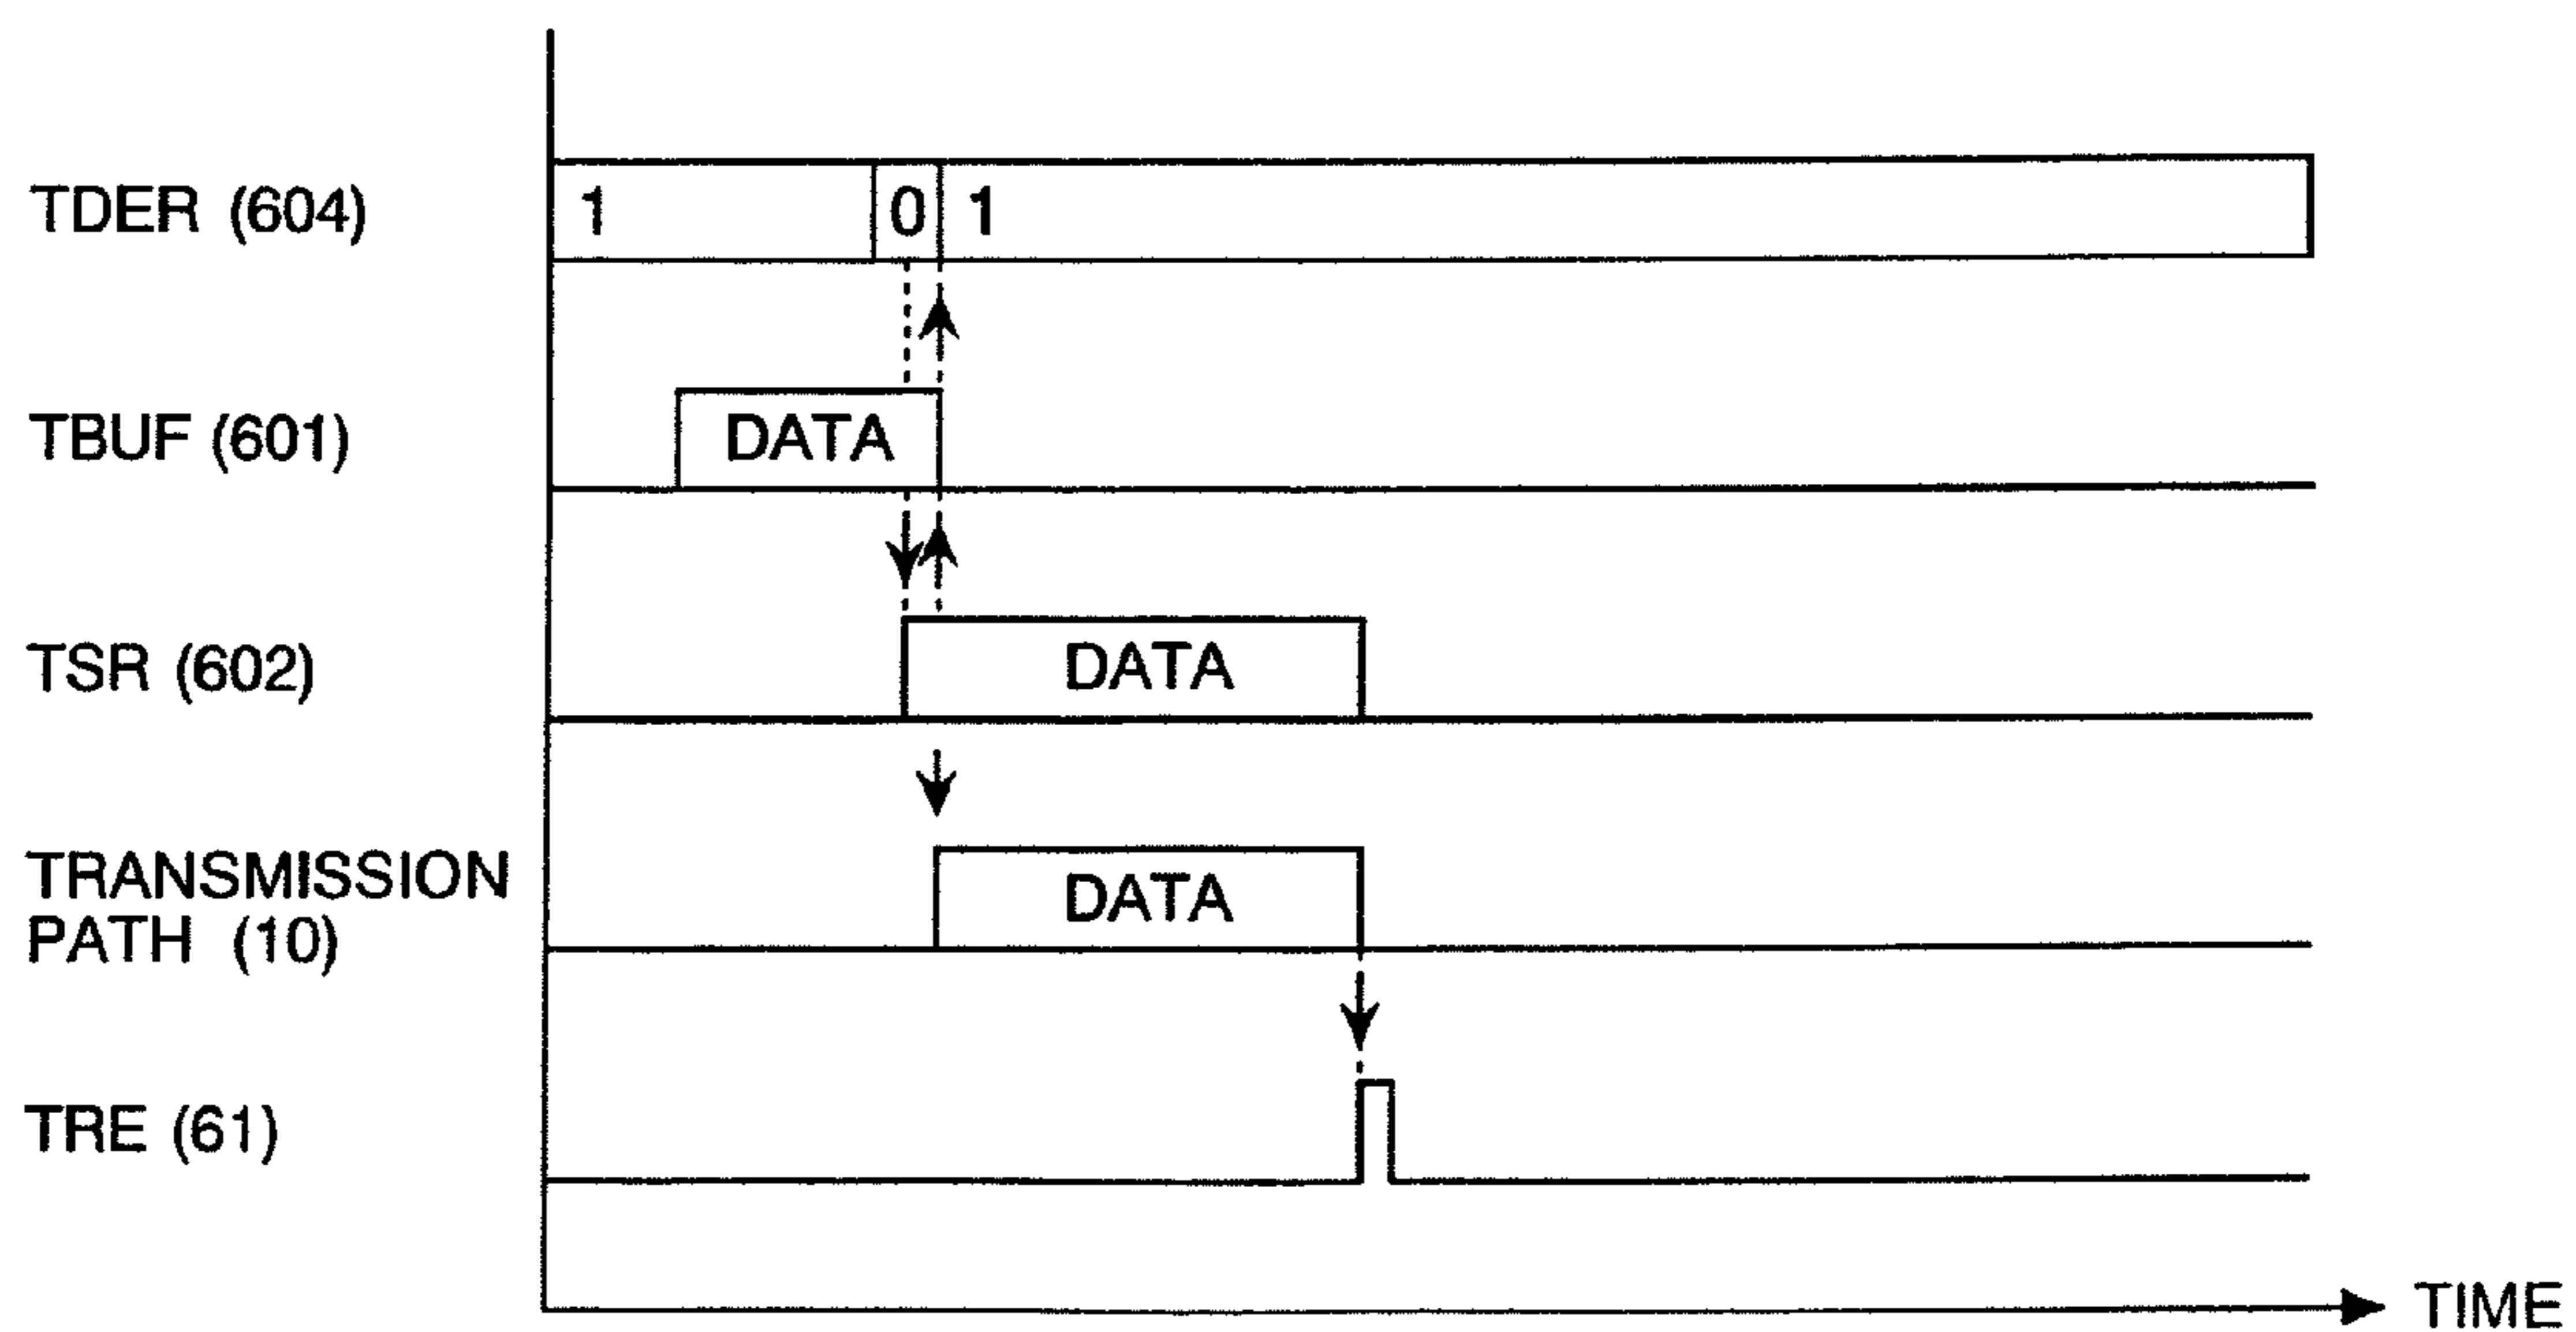 TDER (604)
1 0 1
TBUF (601)
DATA
TSR (602)
DATA
TRANSMISSION
PATH (10)
DATA
TRE (61)
TIME